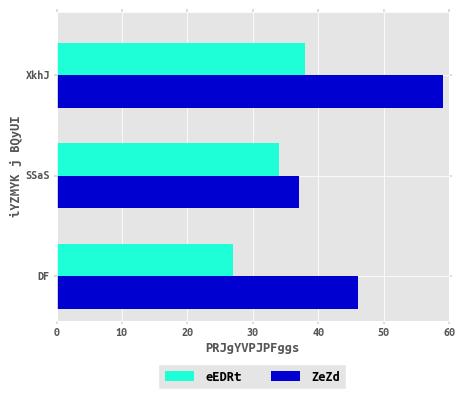 XkhJ
SSaS
DF
iYZMYK j BQyUI
0 10 20 30 40 50 60
PRJgYVPJPFggs
eEDRt ZeZd